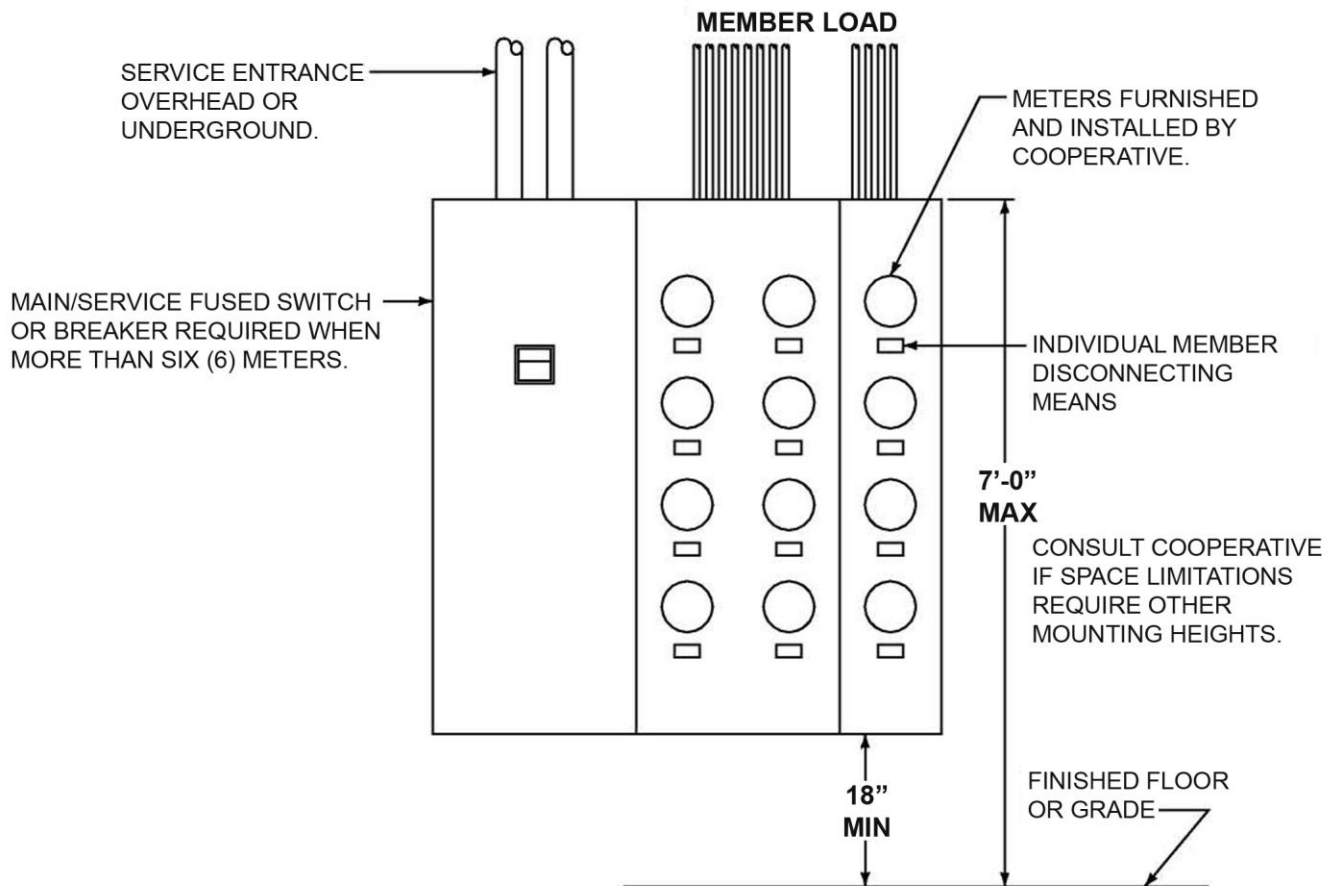 MEMBER LOAD
SERVICE ENTRANCE
OVERHEAD OR
UNDERGROUND.
METERS FURNISHED
AND INSTALLED BY
COOPERATIVE.
MAIN/SERVICE FUSED SWITCH
OR BREAKER REQUIRED WHEN
MORE THAN SIX (6) METERS.
INDIVIDUAL MEMBER
DISCONNECTING
MEANS
7’-0”
MAX
CONSULT COOPERATIVE
IF SPACE LIMITATIONS
REQUIRE OTHER
MOUNTING HEIGHTS.
18”
MIN
FINISHED FLOOR
OR GRADE